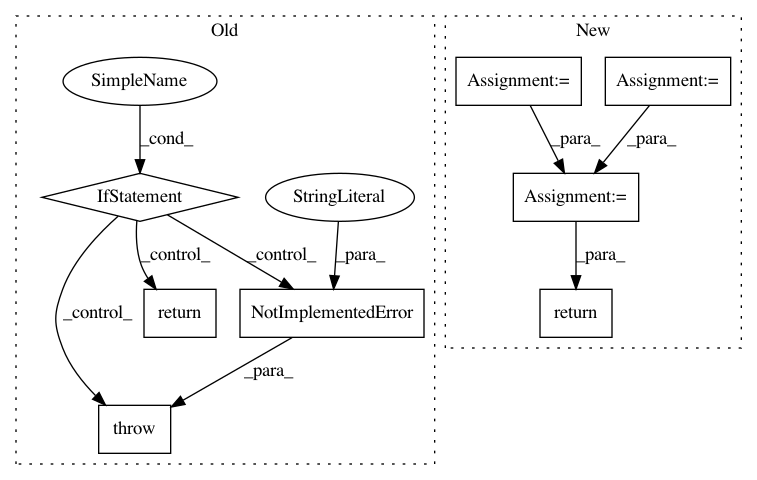 Old
New
SimpleName
Assignment:=
Assignment:=
_cond_
_para_
_para_
IfStatement
StringLiteral
Assignment:=
_control_
_control_
_para_
_para_
_control_
return
NotImplementedError
return
_para_
throw